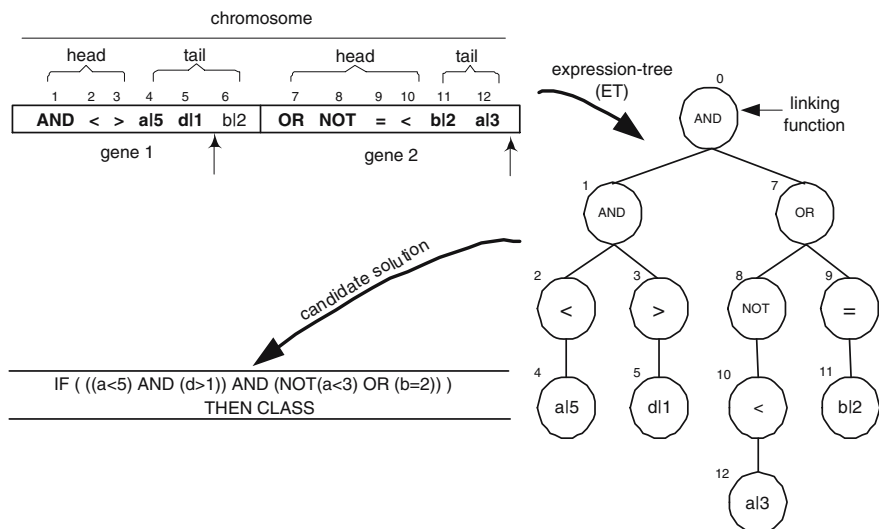 chromosome
head tail head tail
1 2 3 4 5 6 7 8 9 10 11 12
AND < > a|5 d|1 b|2 OR NOT = < b|2 a|3
gene 1 gene 2
expression-tree
(ET)
0
AND
linking
function
1 7
AND OR
2 3 8 9
< > NOT =
4 5 10 11
a|5 d|1 < b|2
12
a|3
candidate solution
IF ( ((a<5) AND (d>1)) AND (NOT(a<3) OR (b=2)) )
THEN CLASS